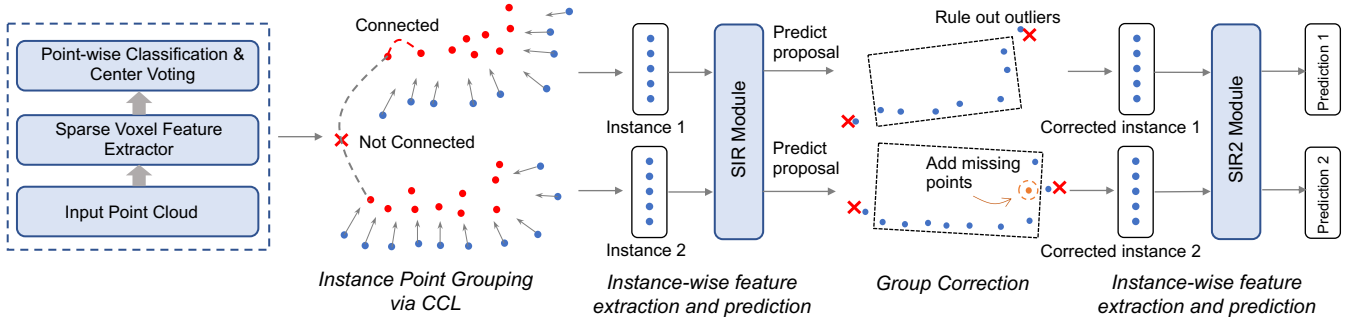 Point-wise Classification &
Center Voting
Sparse Voxel Feature
Extractor
Input Point Cloud
Connected
Not Connected
Instance Point Grouping
via CCL
Instance 1
Instance 2
SIR Module
Instance-wise feature
extraction and prediction
Predict
proposal
Predict
proposal
Rule out outliers
Add missing
points
Group Correction
Corrected instance 1
Corrected instance 2
SIR2 Module
Instance-wise feature
extraction and prediction
Prediction 1
Prediction 2